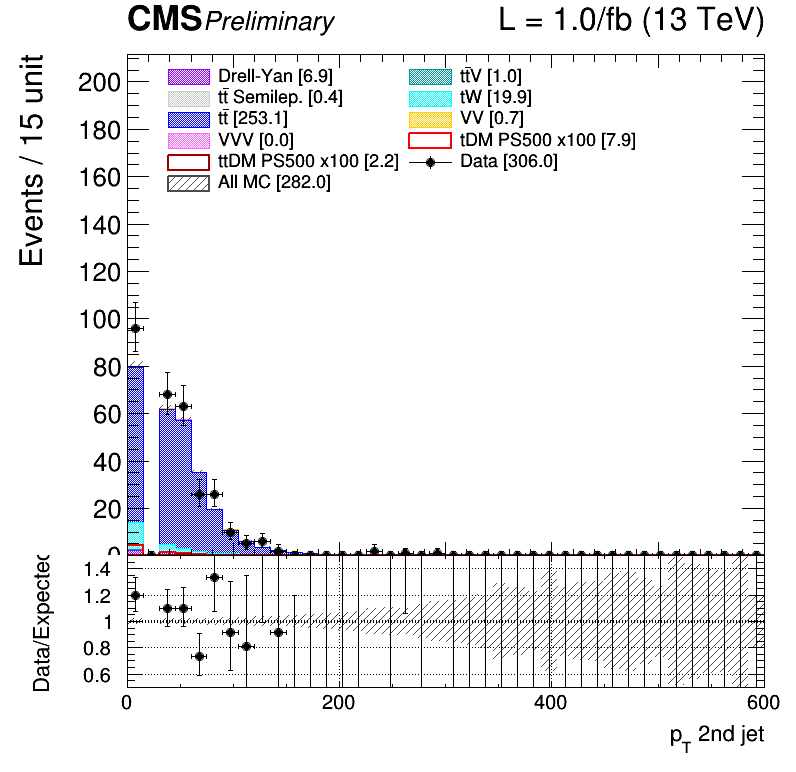 CMS Preliminary L = 1.0/fb (13 TeV)
Events / 15 unit
200
180
160
140
120
100
80
60
40
20
0
Drell-Yan [6.9]
tt̄V [1.0]
tt̄ Semilep. [0.4]
tW [19.9]
tt̄ [253.1]
VV [0.7]
VVV [0.0]
tDM PS500 x100 [7.9]
ttDM PS500 x100 [2.2]
Data [306.0]
All MC [282.0]
Data/Expected
1.4
1.2
1
0.8
0.6
0 200 400 600
p_T 2nd jet